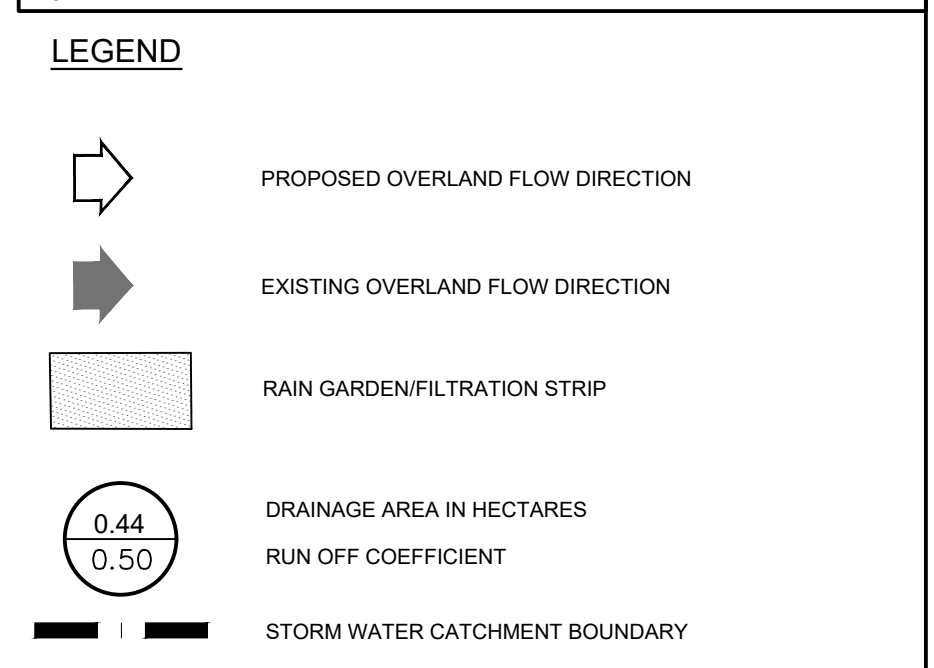 LEGEND
PROPOSED OVERLAND FLOW DIRECTION
EXISTING OVERLAND FLOW DIRECTION
RAIN GARDEN/FILTRATION STRIP
0.44
DRAINAGE AREA IN HECTARES
0.50
RUN OFF COEFFICIENT
STORM WATER CATCHMENT BOUNDARY